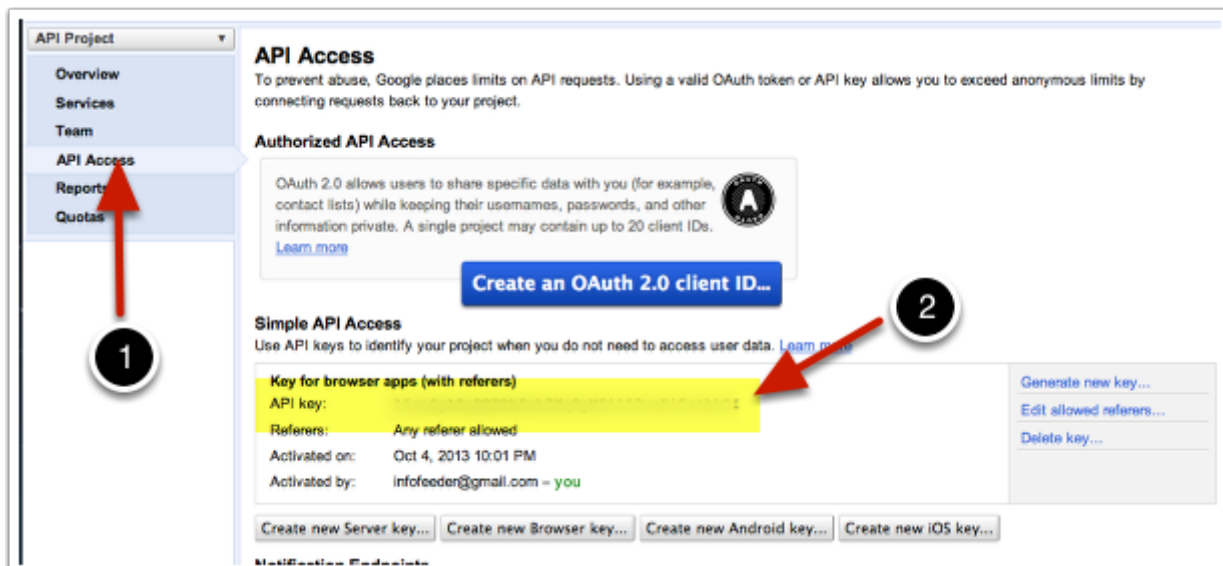 API Project
Overview
Services
Team
API Access
Reports
Quotas
API Access
To prevent abuse, Google places limits on API requests. Using a valid OAuth token or API key allows you to exceed anonymous limits by
connecting requests back to your project.
Authorized API Access
OAuth 2.0 allows users to share specific data with you (for example,
contact lists) while keeping their usernames, passwords, and other
information private. A single project may contain up to 20 client IDs.
Learn more
Create an OAuth 2.0 client ID...
1
2
Simple API Access
Use API keys to identify your project when you do not need to access user data. Learn more
Key for browser apps (with referers)
API key:
Referers: Any referer allowed
Activated on: Oct 4, 2013 10:01 PM
Activated by: infofeeder@gmail.com – you
Generate new key...
Edit allowed referers...
Delete key...
Create new Server key... Create new Browser key... Create new Android key... Create new iOS key...
Notification Endpoints